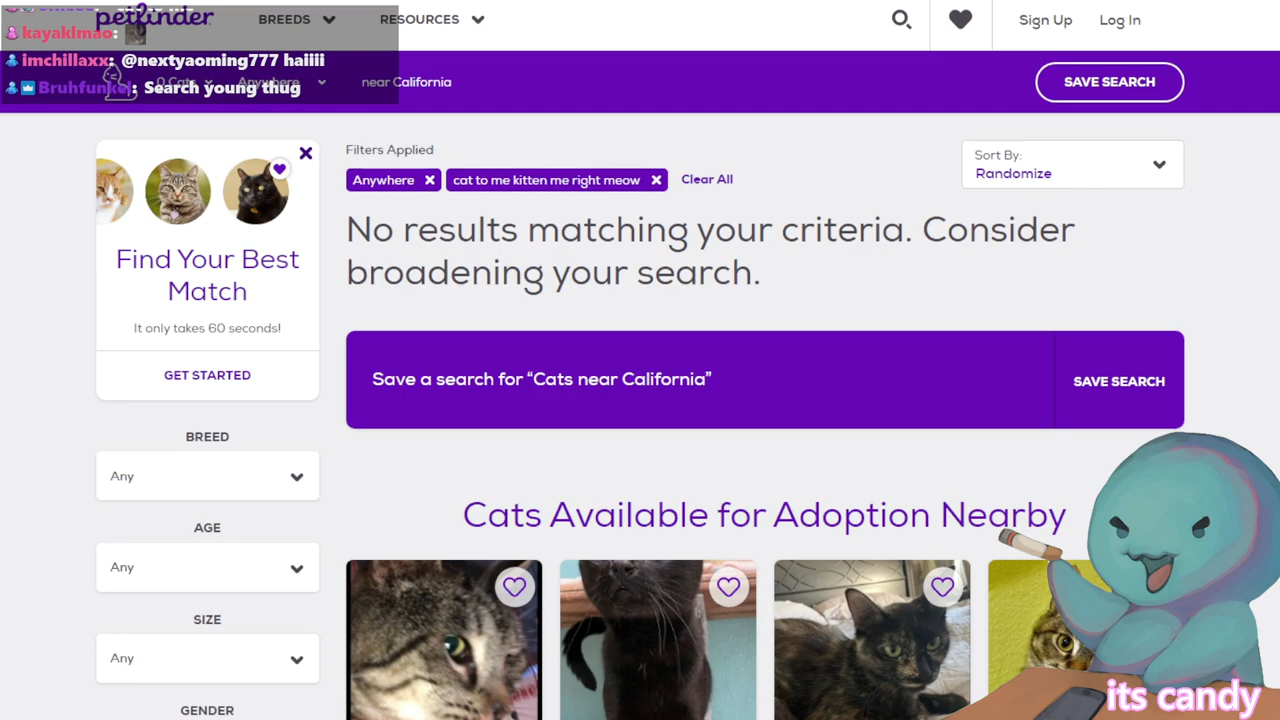 petfinder
BREEDS
RESOURCES
Sign Up
Log In
kayaklmao:
imchillaxx: @nextyaoming777 haiiii
Bruhfunkel: Search young thug
0 Cats
Anywhere
near California
SAVE SEARCH
Find Your Best
Match
It only takes 60 seconds!
GET STARTED
BREED
Any
AGE
Any
SIZE
Any
GENDER
Filters Applied
Anywhere
cat to me kitten me right meow
Clear All
Sort By:
Randomize
No results matching your criteria. Consider
broadening your search.
Save a search for “Cats near California”
SAVE SEARCH
Cats Available for Adoption Nearby
its candy